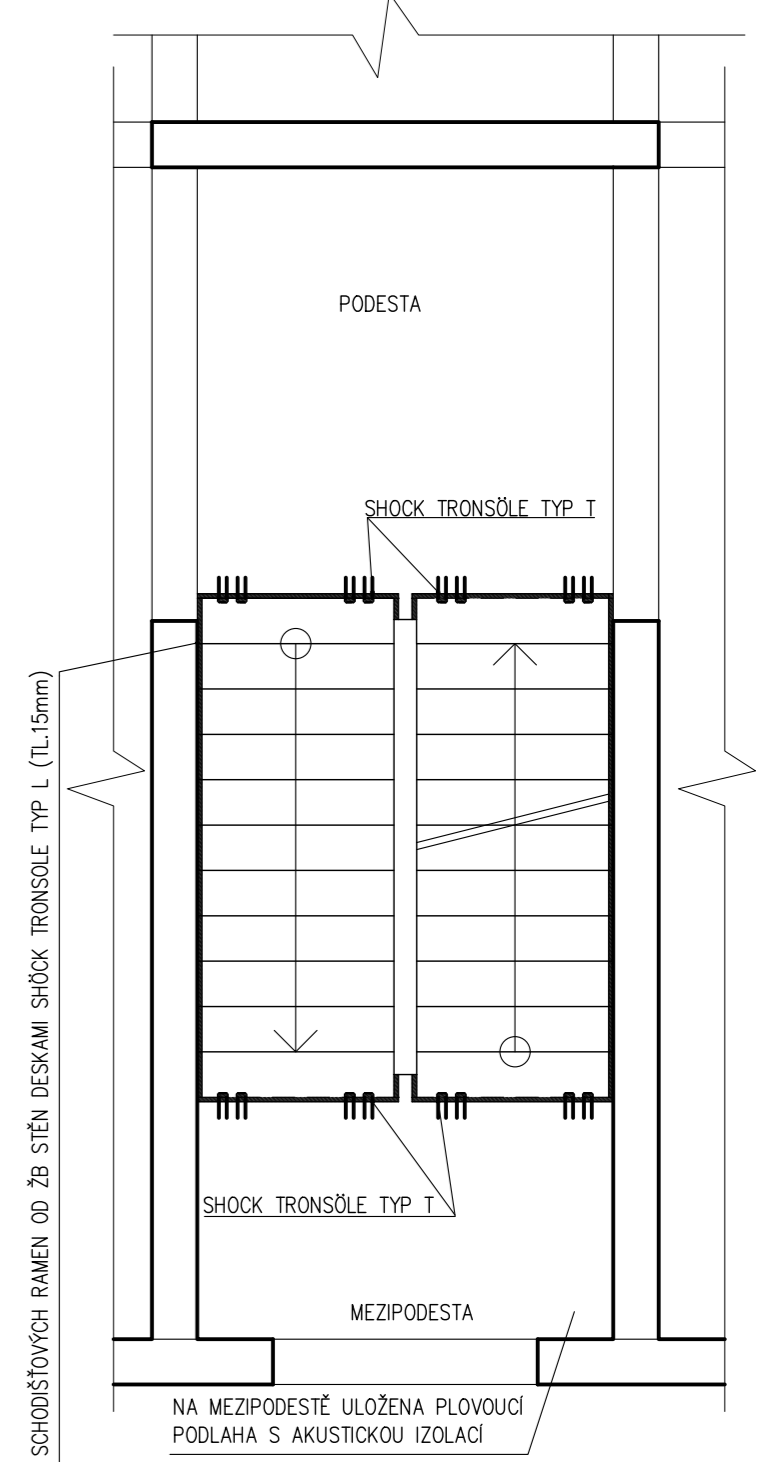 PODESTA
SHOCK TRONSÖLE TYP T
SCHODIŠŤOVÝCH RAMEN OD ŽB STĚN DESKAMI SHÖCK TRONSOLE TYP L (TL.15mm)
SHOCK TRONSÖLE TYP T
MEZIPODESTA
NA MEZIPODESTĚ ULOŽENA PLOVOUCÍ
PODLAHA S AKUSTICKOU IZOLACÍ